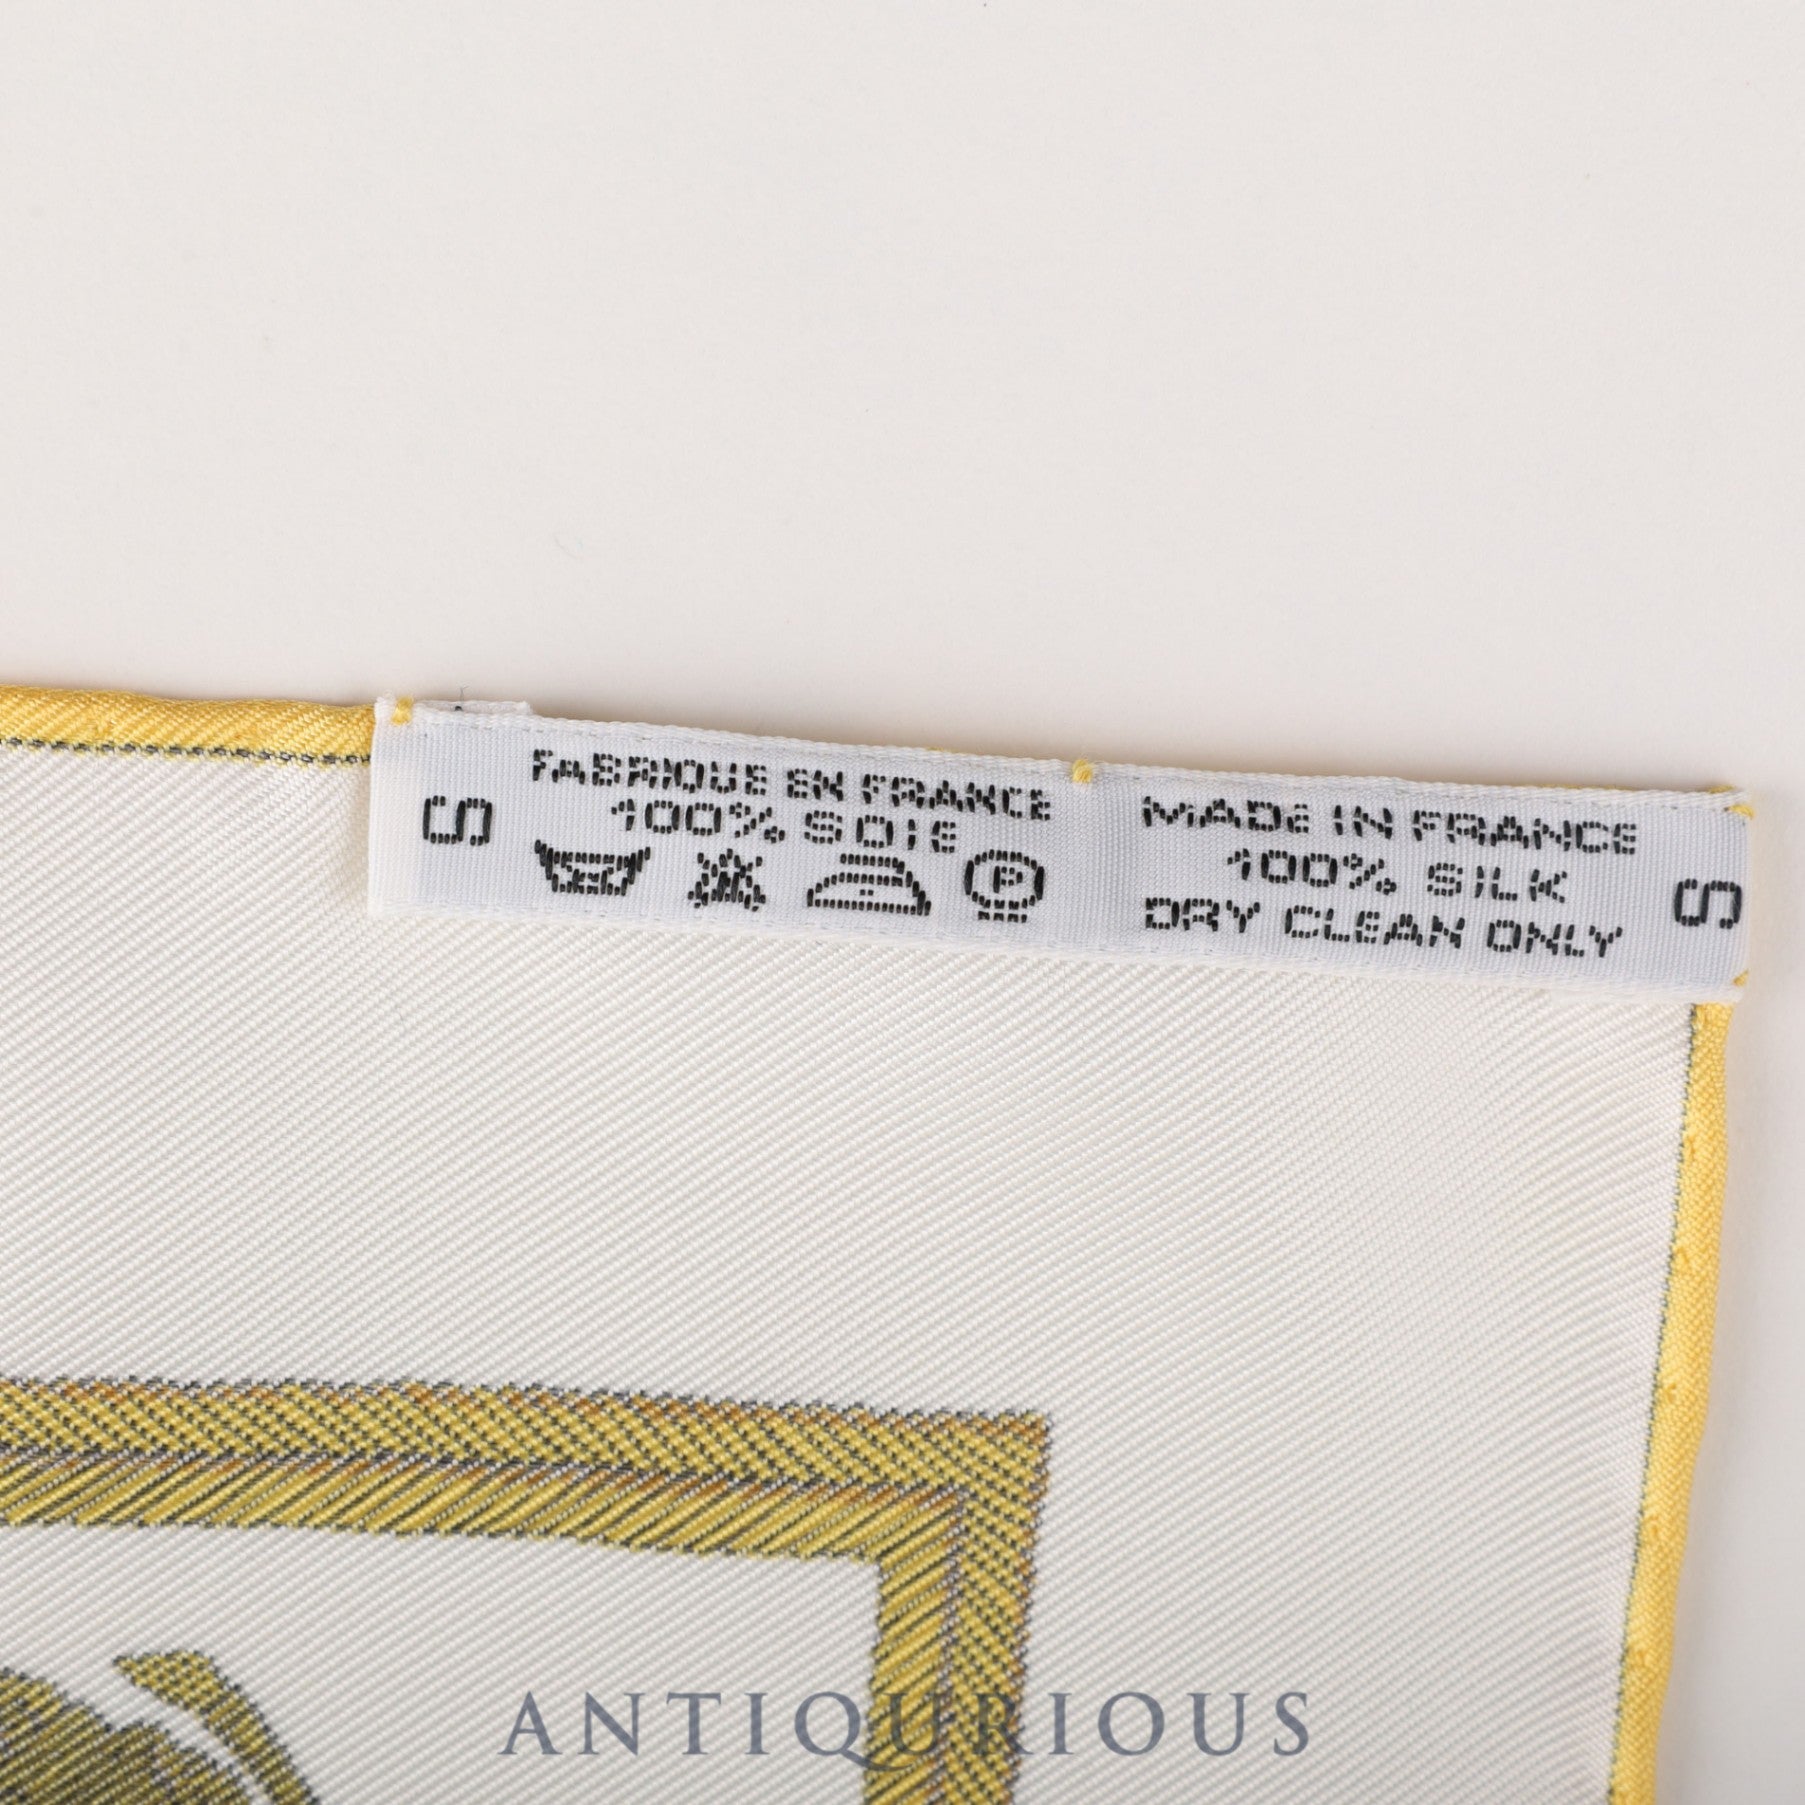 S
FABRIQUE EN FRANCE
100% SOIE
P
MADE IN FRANCE
100% SILK
DRY CLEAN ONLY
S
ANTIQURIOUS